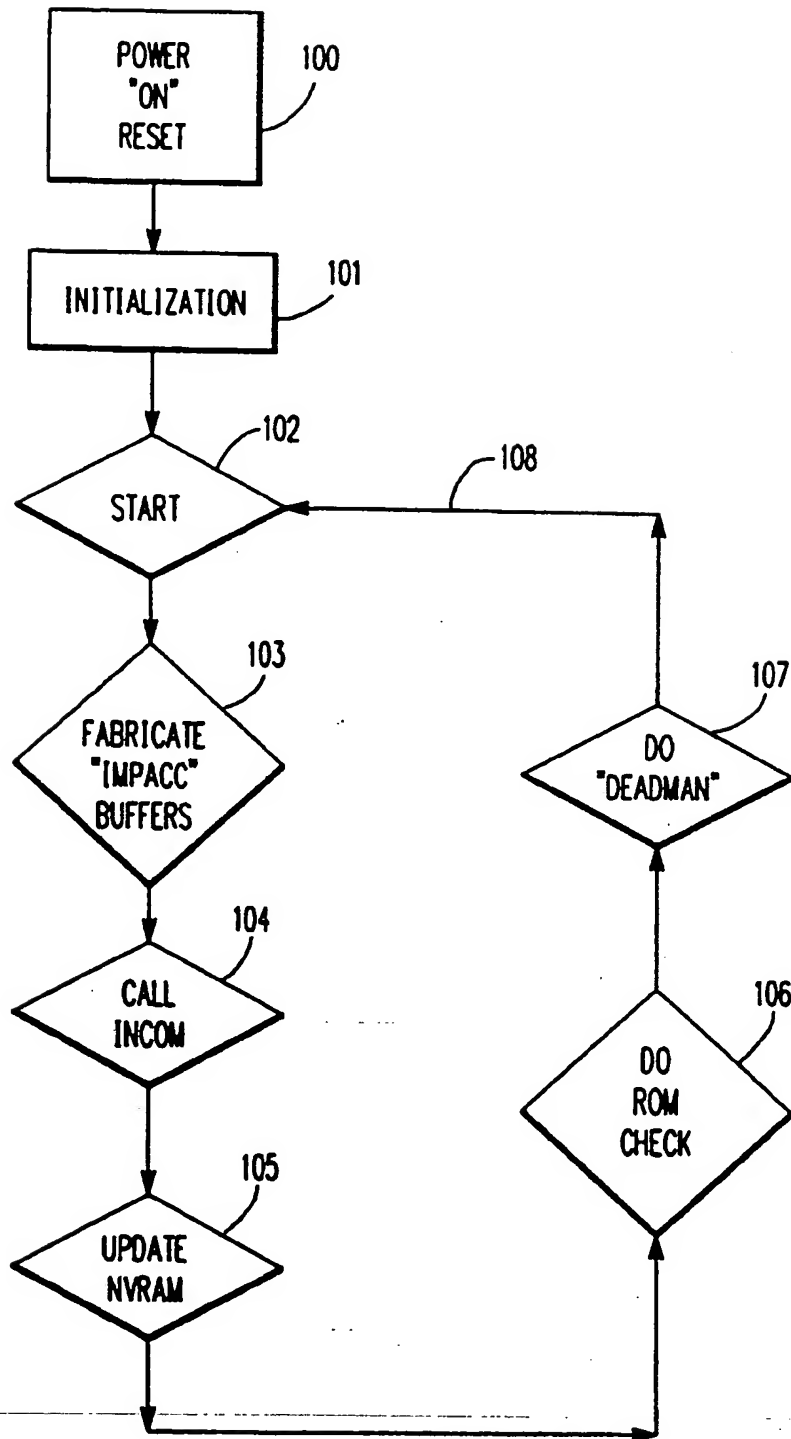 POWER
"ON"
RESET
100
INITIALIZATION
101
START
102
108
FABRICATE
"IMPACC"
BUFFERS
103
CALL
INCOM
104
UPDATE
NVRAM
105
DO
ROM
CHECK
106
DO
"DEADMAN"
107